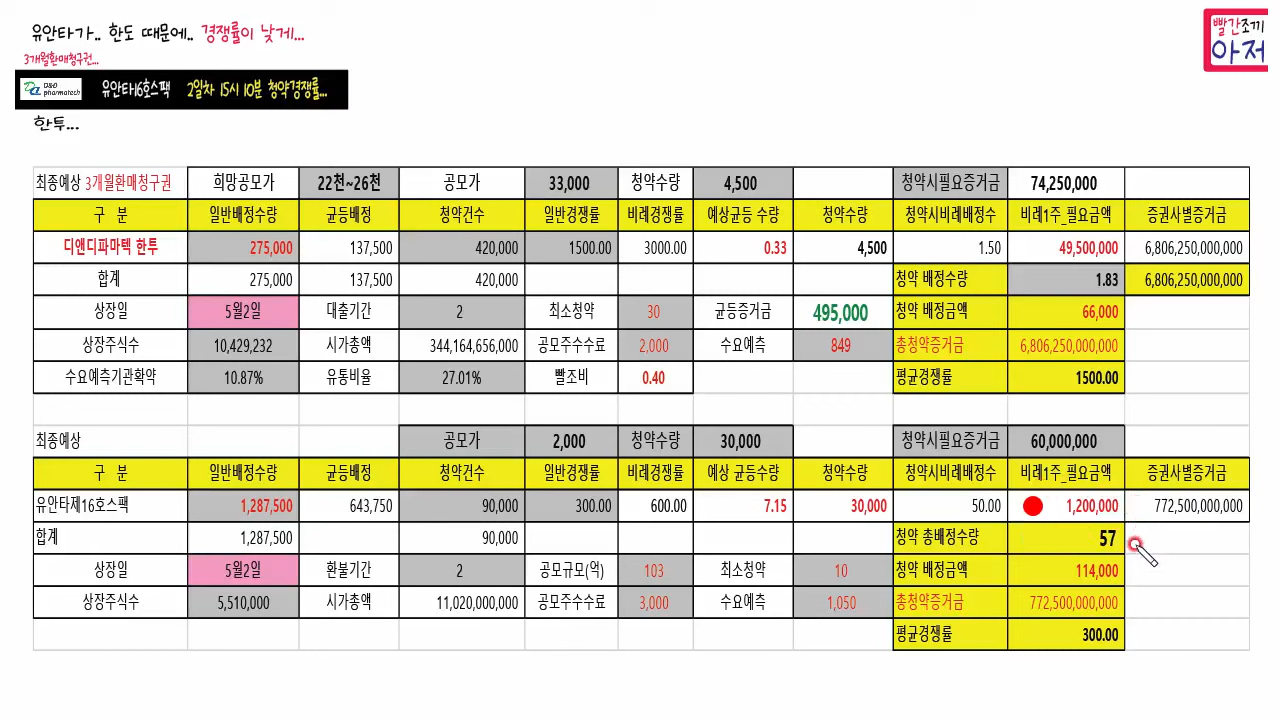 유안타가.. 한도 때문에.. 경쟁률이 낮게...
빨간조끼
아저
3개월환매청구권...
D&D pharmatech 유안타16호스팩 2일차 15시 10분 청약경쟁률...
한투...
최종예상 3개월환매청구권 희망공모가 22천~26천 공모가 33,000 청약수량 4,500 청약시필요증거금 74,250,000
구 분 일반배정수량 균등배정 청약건수 일반경쟁률 비례경쟁률 예상균등 수량 청약수량 청약시비례배정수 비례1주_필요금액 증권사별증거금
디앤디파마텍 한투 275,000 137,500 420,000 1500.00 3000.00 0.33 4,500 1.50 49,500,000 6,806,250,000,000
합계 275,000 137,500 420,000 청약 배정수량 1.83 6,806,250,000,000
상장일 5월2일 대출기간 2 최소청약 30 균등증거금 495,000 청약 배정금액 66,000
상장주식수 10,429,232 시가총액 344,164,656,000 공모주수수료 2,000 수요예측 849 총청약증거금 6,806,250,000,000
수요예측기관확약 10.87% 유통비율 27.01% 빨조비 0.40 평균경쟁률 1500.00
최종예상 공모가 2,000 청약수량 30,000 청약시필요증거금 60,000,000
구 분 일반배정수량 균등배정 청약건수 일반경쟁률 비례경쟁률 예상 균등수량 청약수량 청약시비례배정수 비례1주_필요금액 증권사별증거금
유안타제16호스팩 1,287,500 643,750 90,000 300.00 600.00 7.15 30,000 50.00 1,200,000 772,500,000,000
합계 1,287,500 90,000 청약 총배정수량 57
상장일 5월2일 환불기간 2 공모규모(억) 103 최소청약 10 청약 배정금액 114,000
상장주식수 5,510,000 시가총액 11,020,000,000 공모주수수료 3,000 수요예측 1,050 총청약증거금 772,500,000,000
평균경쟁률 300.00